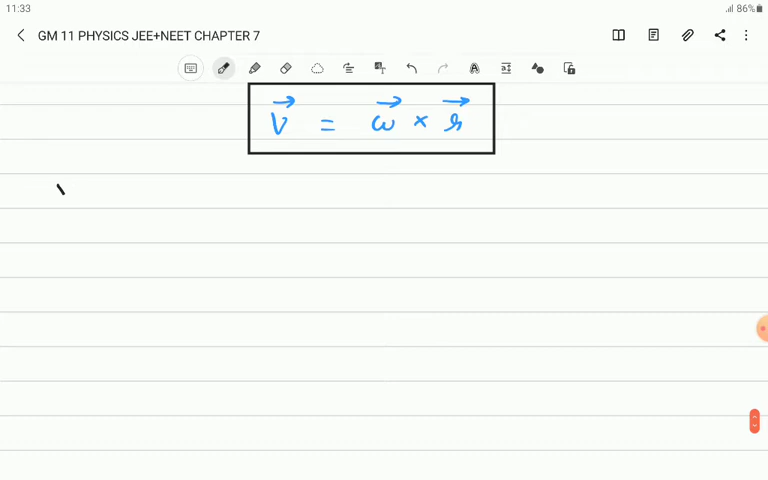 11:33 86%
GM 11 PHYSICS JEE+NEET CHAPTER 7
V⃗ = ω⃗ × r⃗